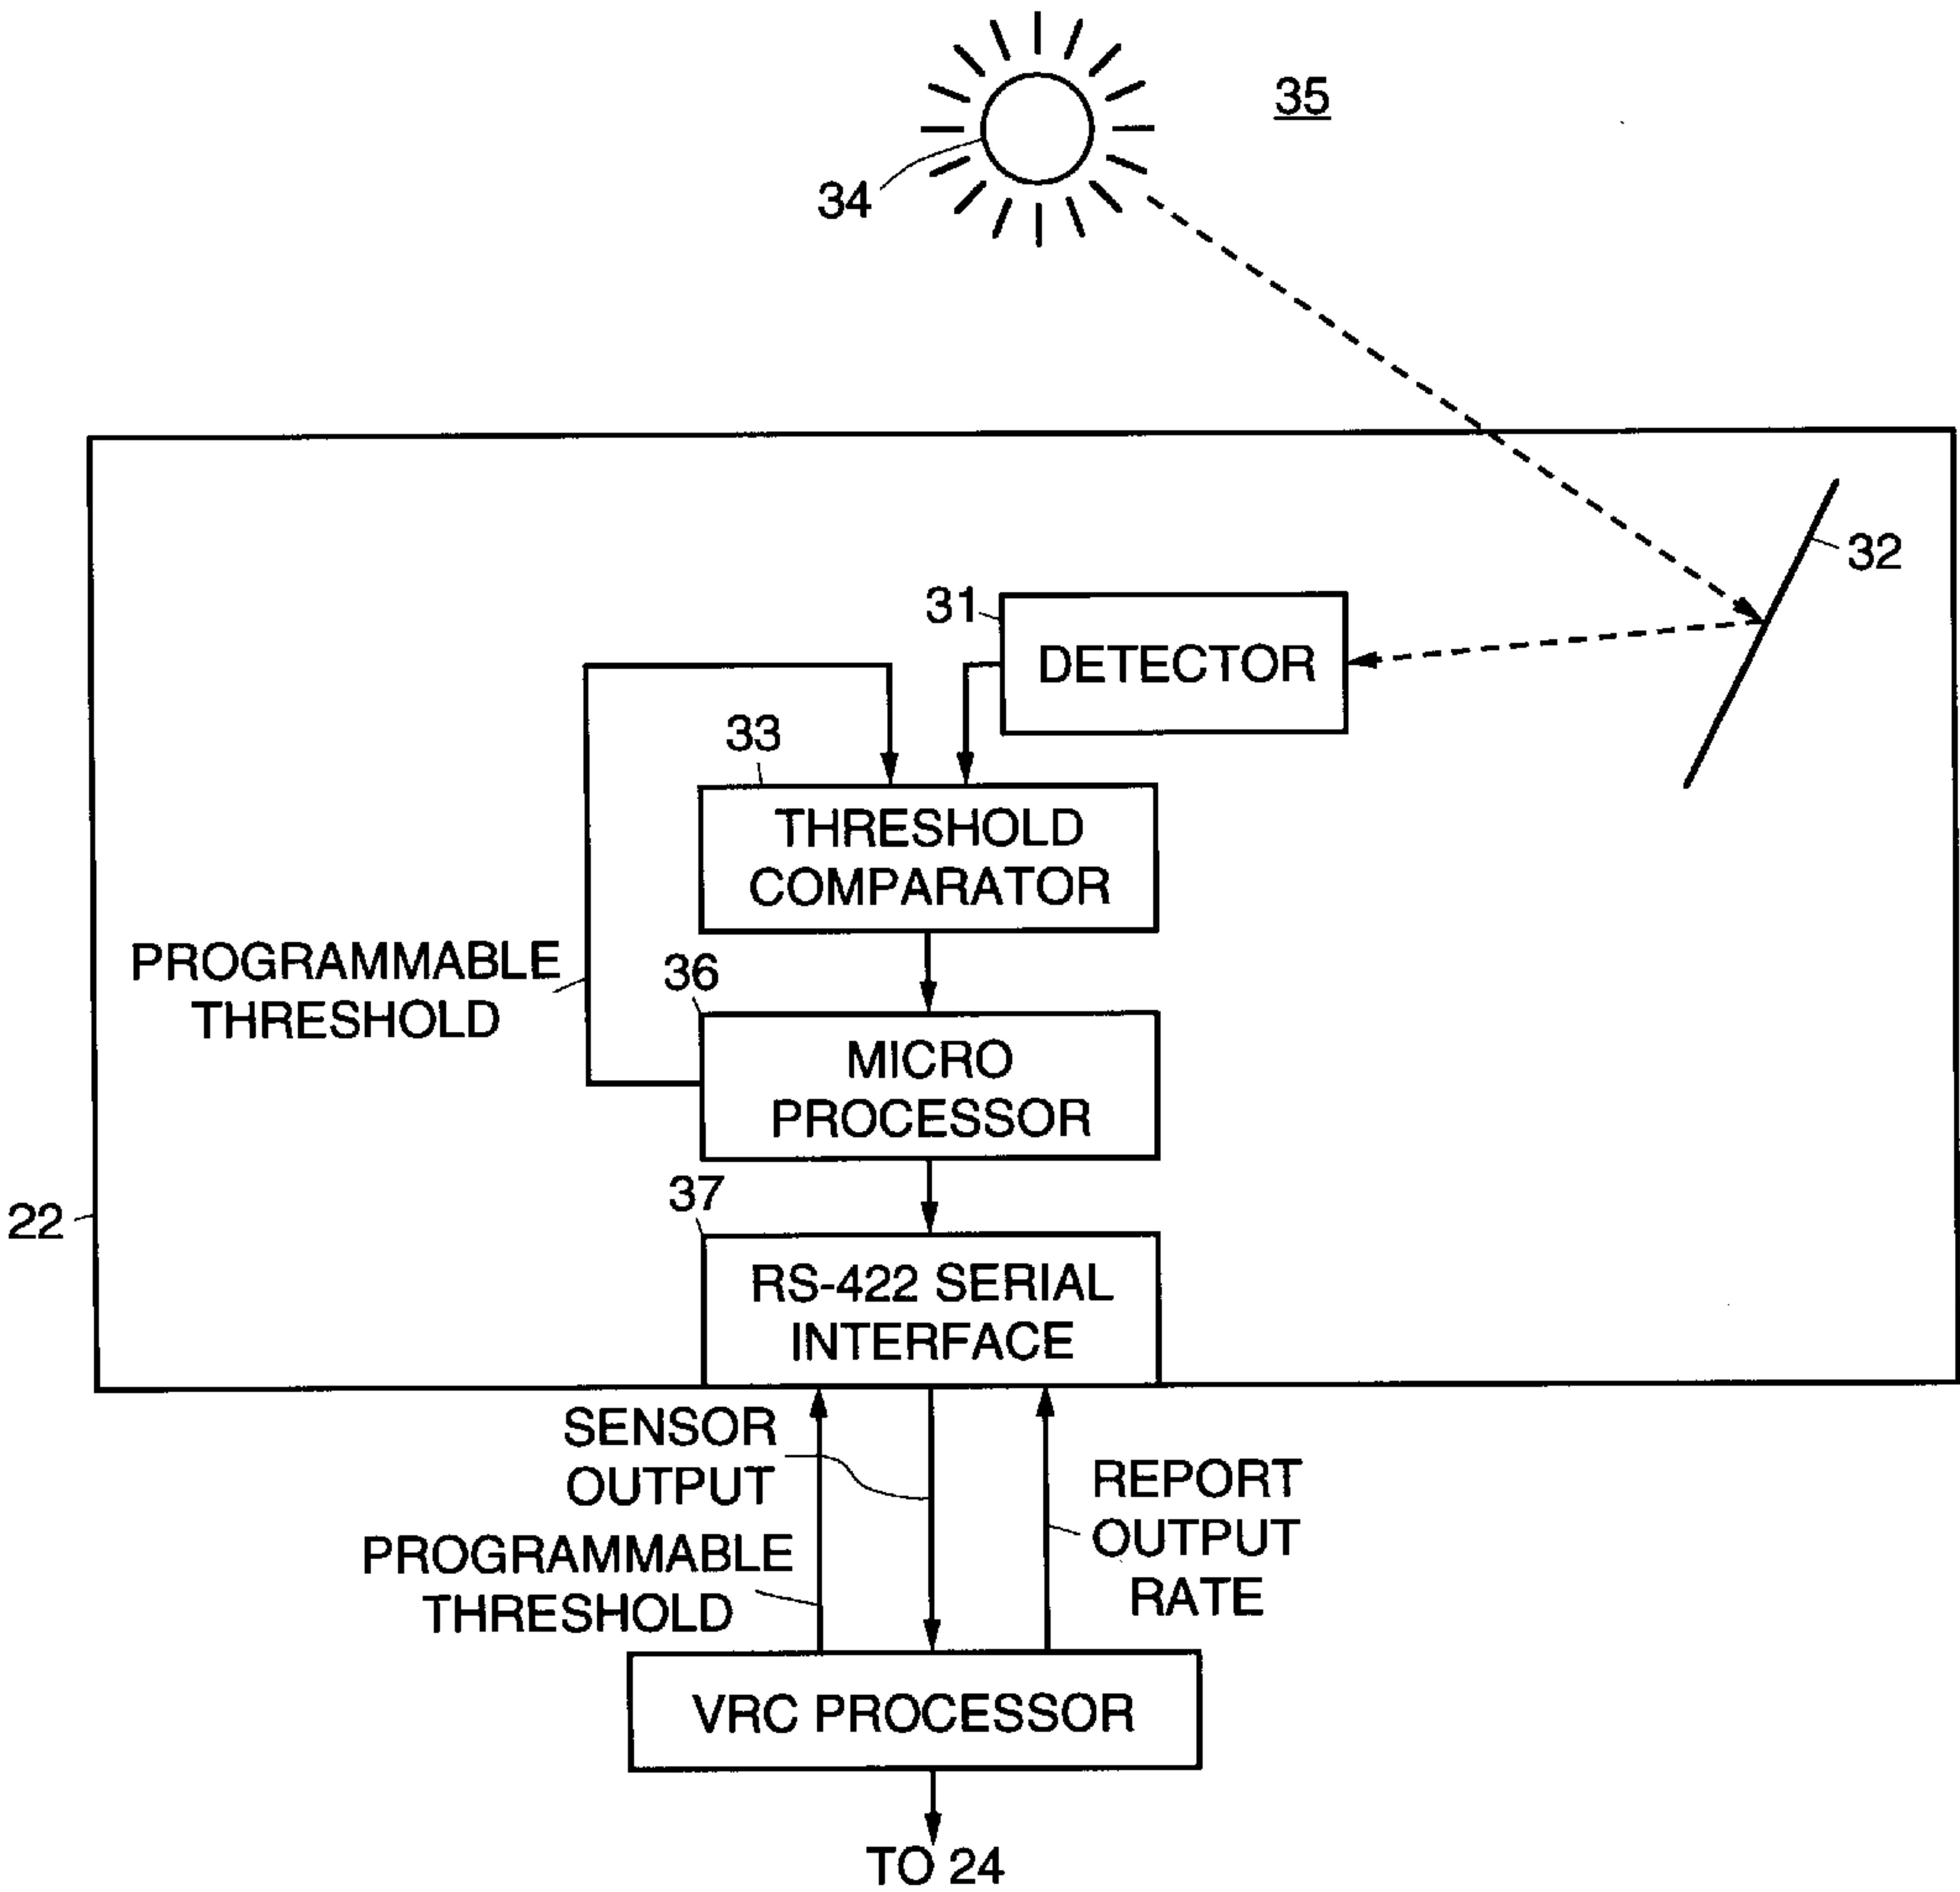 35
34
32
31
DETECTOR
33
THRESHOLD
COMPARATOR
PROGRAMMABLE
THRESHOLD
36
MICRO
PROCESSOR
37
22
RS-422 SERIAL
INTERFACE
SENSOR
OUTPUT
REPORT
OUTPUT
RATE
PROGRAMMABLE
THRESHOLD
VRC PROCESSOR
TO 24